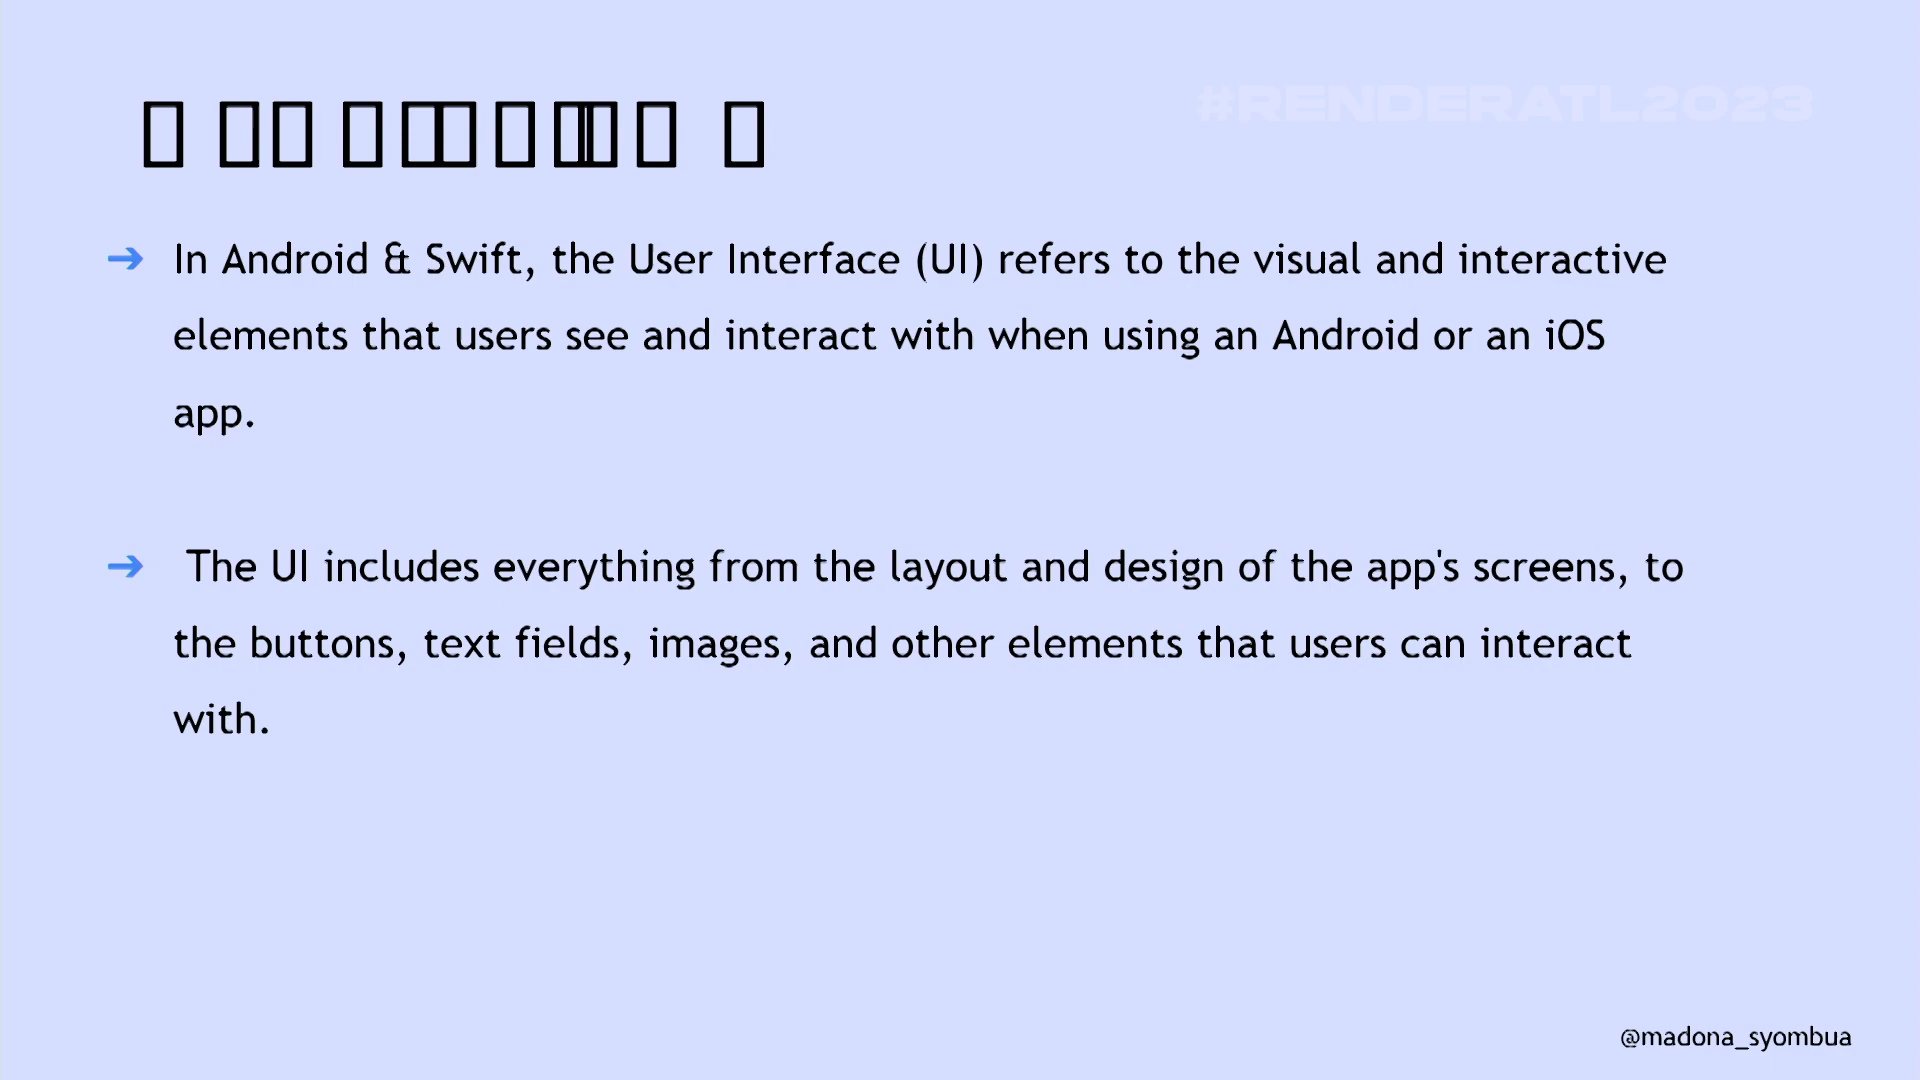 #RENDERATL2023
➔ In Android & Swift, the User Interface (UI) refers to the visual and interactive
elements that users see and interact with when using an Android or an iOS
app.
➔ The UI includes everything from the layout and design of the app's screens, to
the buttons, text fields, images, and other elements that users can interact
with.
@madona_syombua